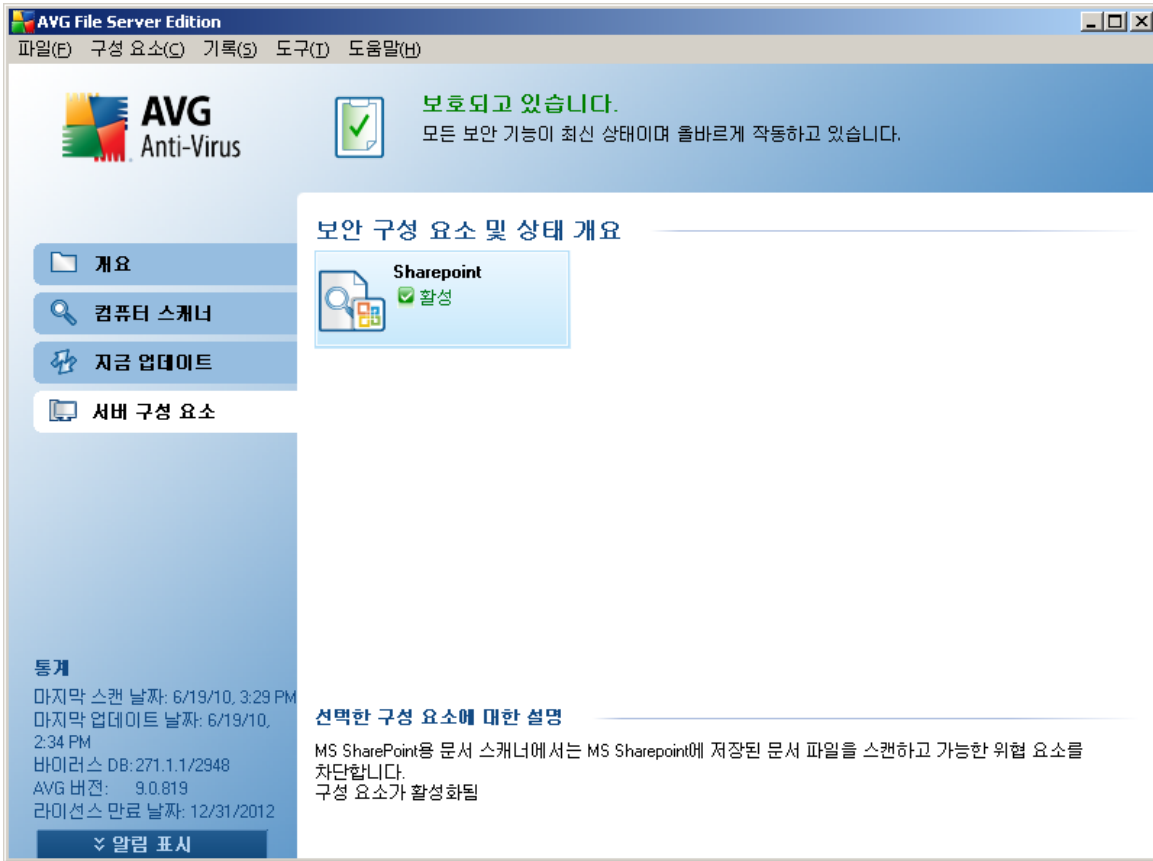 AVG File Server Edition
파일(F) 구성 요소(C) 기록(S) 도구(T) 도움말(H)
AVG
Anti-Virus
보호되고 있습니다.
모든 보안 기능이 최신 상태이며 올바르게 작동하고 있습니다.
개요
컴퓨터 스캐너
지금 업데이트
서버 구성 요소
보안 구성 요소 및 상태 개요
Sharepoint
활성
통계
마지막 스캔 날짜: 6/19/10, 3:29 PM
마지막 업데이트 날짜: 6/19/10,
2:34 PM
바이러스 DB: 271.1.1/2948
AVG 버전: 9.0.819
라이선스 만료 날짜: 12/31/2012
알림 표시
선택한 구성 요소에 대한 설명
MS SharePoint용 문서 스캐너에서는 MS Sharepoint에 저장된 문서 파일을 스캔하고 가능한 위협 요소를
차단합니다.
구성 요소가 활성화됨